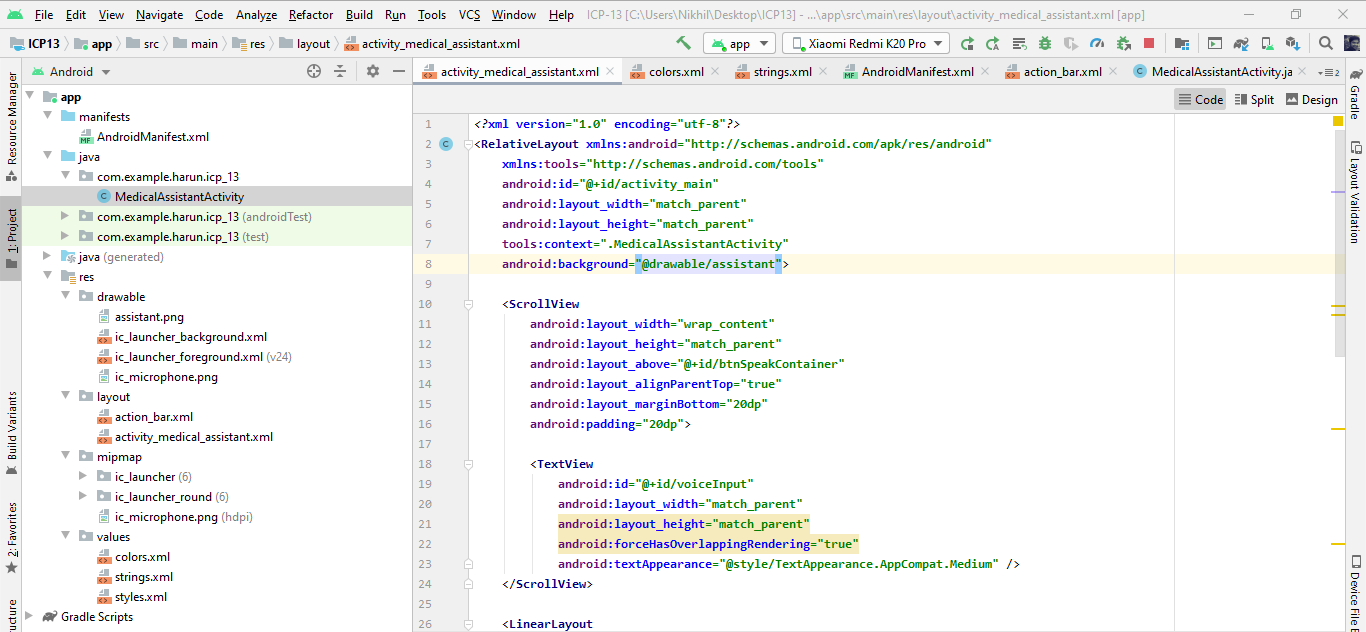 File Edit View Navigate Code Analyze Refactor Build Run Tools VCS Window Help ICP-13 [C:\Users\Nikhil\Desktop\ICP13] - ...\app\src\main\res\layout\activity_medical_assistant.xml [app]
ICP13 app src main res layout activity_medical_assistant.xml app Xiaomi Redmi K20 Pro
Android
activity_medical_assistant.xml colors.xml strings.xml AndroidManifest.xml action_bar.xml MedicalAssistantActivity.ja 2
Code Split Design
Resource Manager
1: Project
Build Variants
2: Favorites
ucture
app
manifests
AndroidManifest.xml
java
com.example.harun.icp_13
MedicalAssistantActivity
com.example.harun.icp_13 (androidTest)
com.example.harun.icp_13 (test)
java (generated)
res
drawable
assistant.png
ic_launcher_background.xml
ic_launcher_foreground.xml (v24)
ic_microphone.png
layout
action_bar.xml
activity_medical_assistant.xml
mipmap
ic_launcher (6)
ic_launcher_round (6)
ic_microphone.png (hdpi)
values
colors.xml
strings.xml
styles.xml
Gradle Scripts
1 <?xml version="1.0" encoding="utf-8"?>
2 <RelativeLayout xmlns:android="http://schemas.android.com/apk/res/android"
3 xmlns:tools="http://schemas.android.com/tools"
4 android:id="@+id/activity_main"
5 android:layout_width="match_parent"
6 android:layout_height="match_parent"
7 tools:context=".MedicalAssistantActivity"
8 android:background="@drawable/assistant">
9
10 <ScrollView
11 android:layout_width="wrap_content"
12 android:layout_height="match_parent"
13 android:layout_above="@+id/btnSpeakContainer"
14 android:layout_alignParentTop="true"
15 android:layout_marginBottom="20dp"
16 android:padding="20dp">
17
18 <TextView
19 android:id="@+id/voiceInput"
20 android:layout_width="match_parent"
21 android:layout_height="match_parent"
22 android:forceHasOverlappingRendering="true"
23 android:textAppearance="@style/TextAppearance.AppCompat.Medium" />
24 </ScrollView>
25
26 <LinearLayout
Gradle
Layout Validation
Device File E